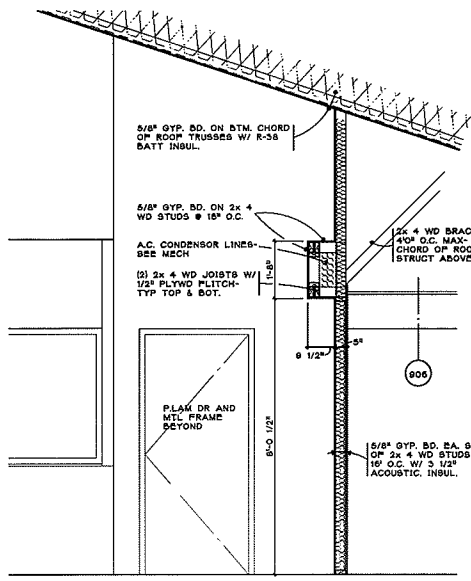 5/8" GYP. BD. ON BTM. CHORD
OF ROOF TRUSSES W/ R-38
BATT INSUL.
5/8" GYP. BD. ON 2x 4
WD STUDS @ 16" O.C.
A.C. CONDENSOR LINES-
SEE MECH
(2) 2x 4 WD JOISTS W/
1/2" PLYWD FLITCH-
TYP TOP & BOT.
1'-8"
2x 4 WD BRAC
4'0" O.C. MAX-
CHORD OF ROO
STRUCT ABOVE
5"
9 1/2"
906
P.LAM DR AND
MTL FRAME
BEYOND
8'-0 1/2"
5/8" GYP. BD. EA. S
OF 2x 4 WD STUDS
16' O.C. W/ 3 1/2"
ACOUSTIC. INSUL.